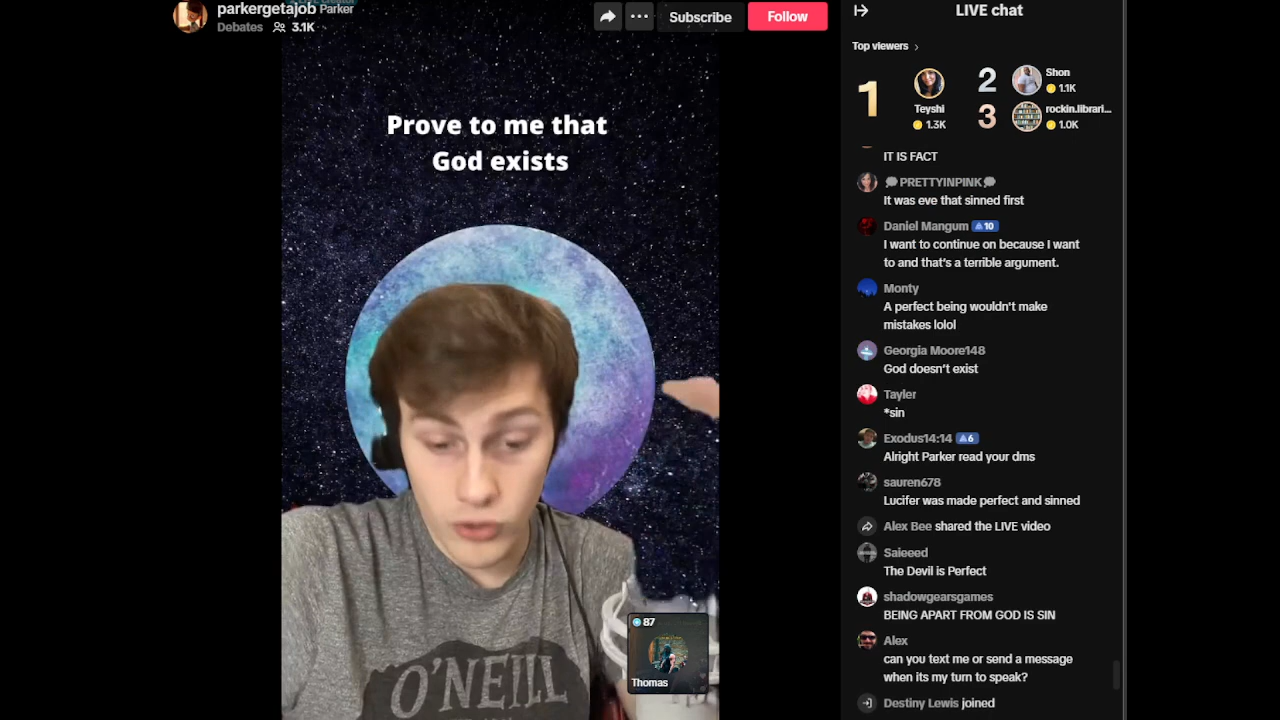 parkergetajob Parker
Debates 3.1K
Subscribe
Follow
Prove to me that
God exists
O'NEILL
87
Thomas
LIVE chat
Top viewers
1
Teyshi
1.3K
2
Shon
1.1K
3
rockin.librari...
1.0K
IT IS FACT
PRETTYINPINK
It was eve that sinned first
Daniel Mangum 10
I want to continue on because I want
to and that's a terrible argument.
Monty
A perfect being wouldn't make
mistakes lolol
Georgia Moore148
God doesn't exist
Tayler
*sin
Exodus14:14 6
Alright Parker read your dms
sauren678
Lucifer was made perfect and sinned
Alex Bee shared the LIVE video
Saieeed
The Devil is Perfect
shadowgearsgames
BEING APART FROM GOD IS SIN
Alex
can you text me or send a message
when its my turn to speak?
Destiny Lewis joined